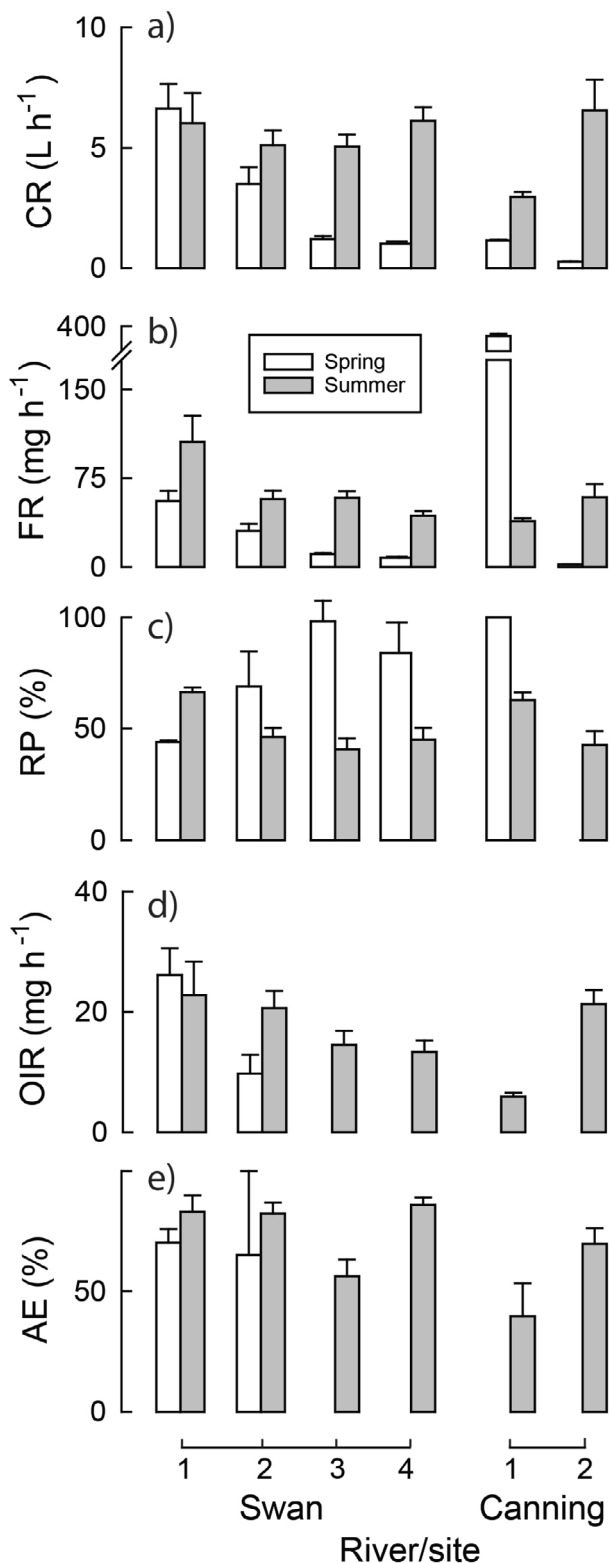 a)
10
5
0
CR (L h-1)
b)
400
150
75
0
FR (mg h-1)
Spring
Summer
c)
100
50
0
RP (%)
d)
40
20
0
OIR (mg h-1)
e)
50
0
AE (%)
1 2 3 4 1 2
Swan Canning
River/site